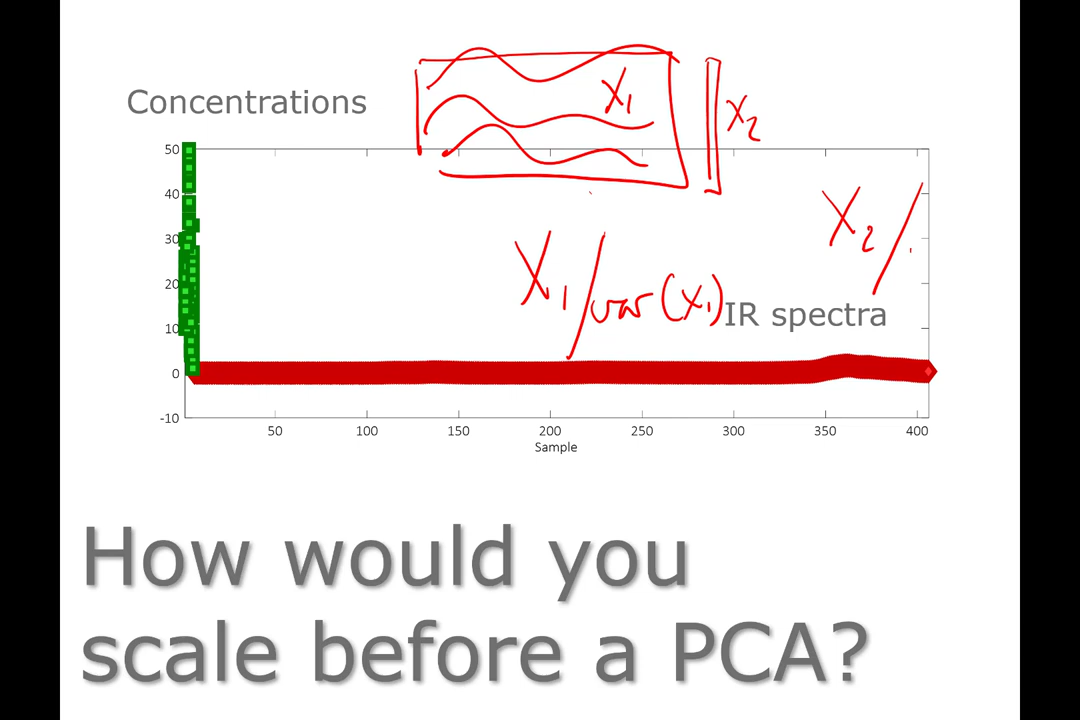 Concentrations
X1
X2
50
40
30
20
10
0
-10
X1/var(X1)
X2/
IR spectra
50
100
150
200
250
300
350
400
Sample
How would you
scale before a PCA?